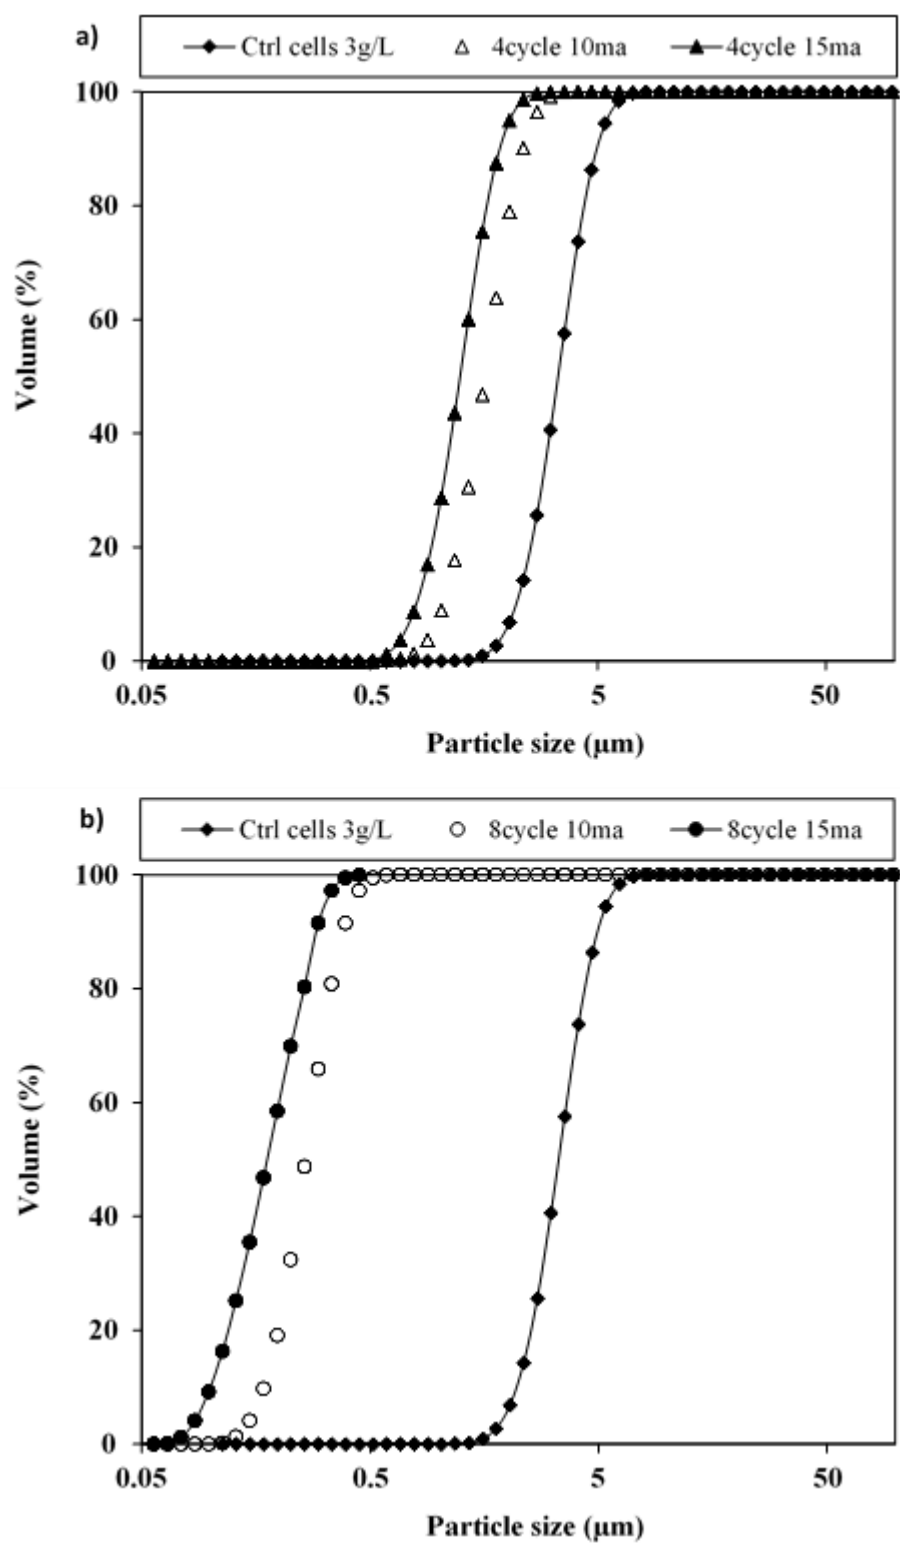 a)
Ctrl cells 3g/L 4cycle 10ma 4cycle 15ma
100
80
60
40
20
0
Volume (%)
0.05 0.5 5 50
Particle size (μm)
b)
Ctrl cells 3g/L 8cycle 10ma 8cycle 15ma
100
80
60
40
20
0
Volume (%)
0.05 0.5 5 50
Particle size (μm)